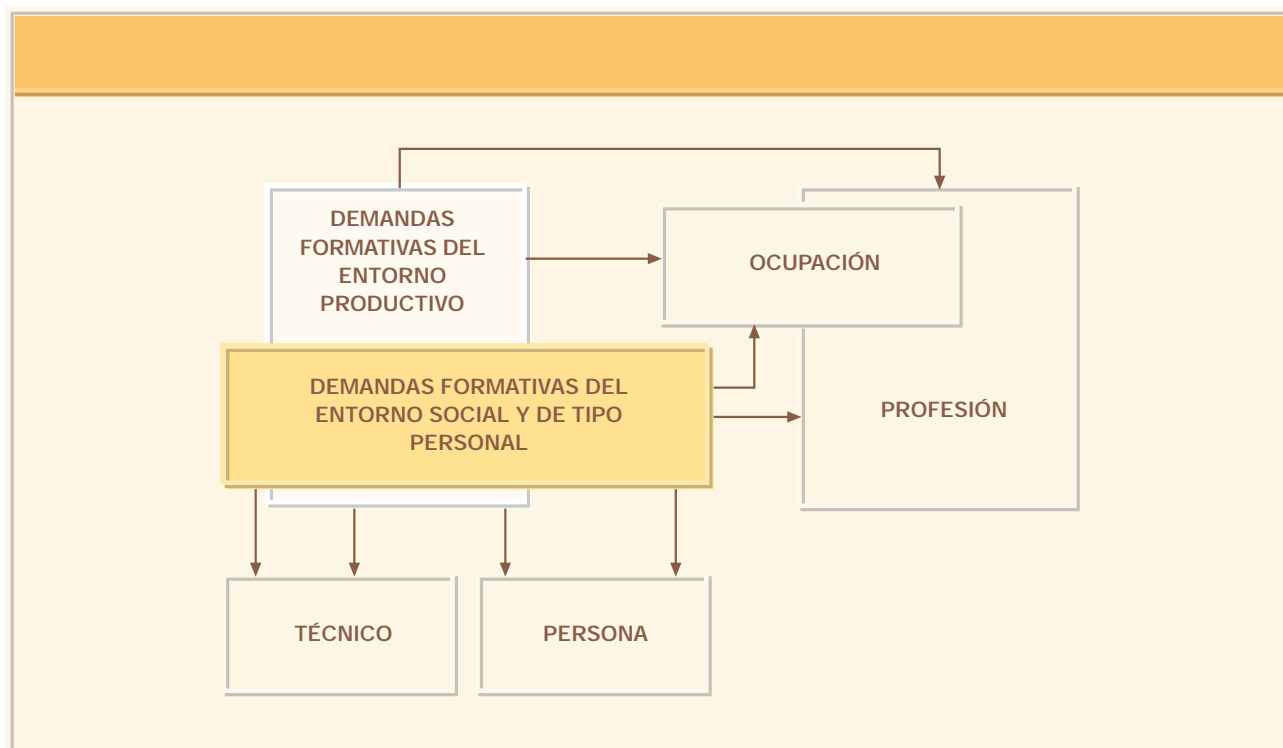 DEMANDAS
FORMATIVAS DEL
ENTORNO
PRODUCTIVO
OCUPACIÓN
DEMANDAS FORMATIVAS DEL
ENTORNO SOCIAL Y DE TIPO
PERSONAL
PROFESIÓN
TÉCNICO
PERSONA